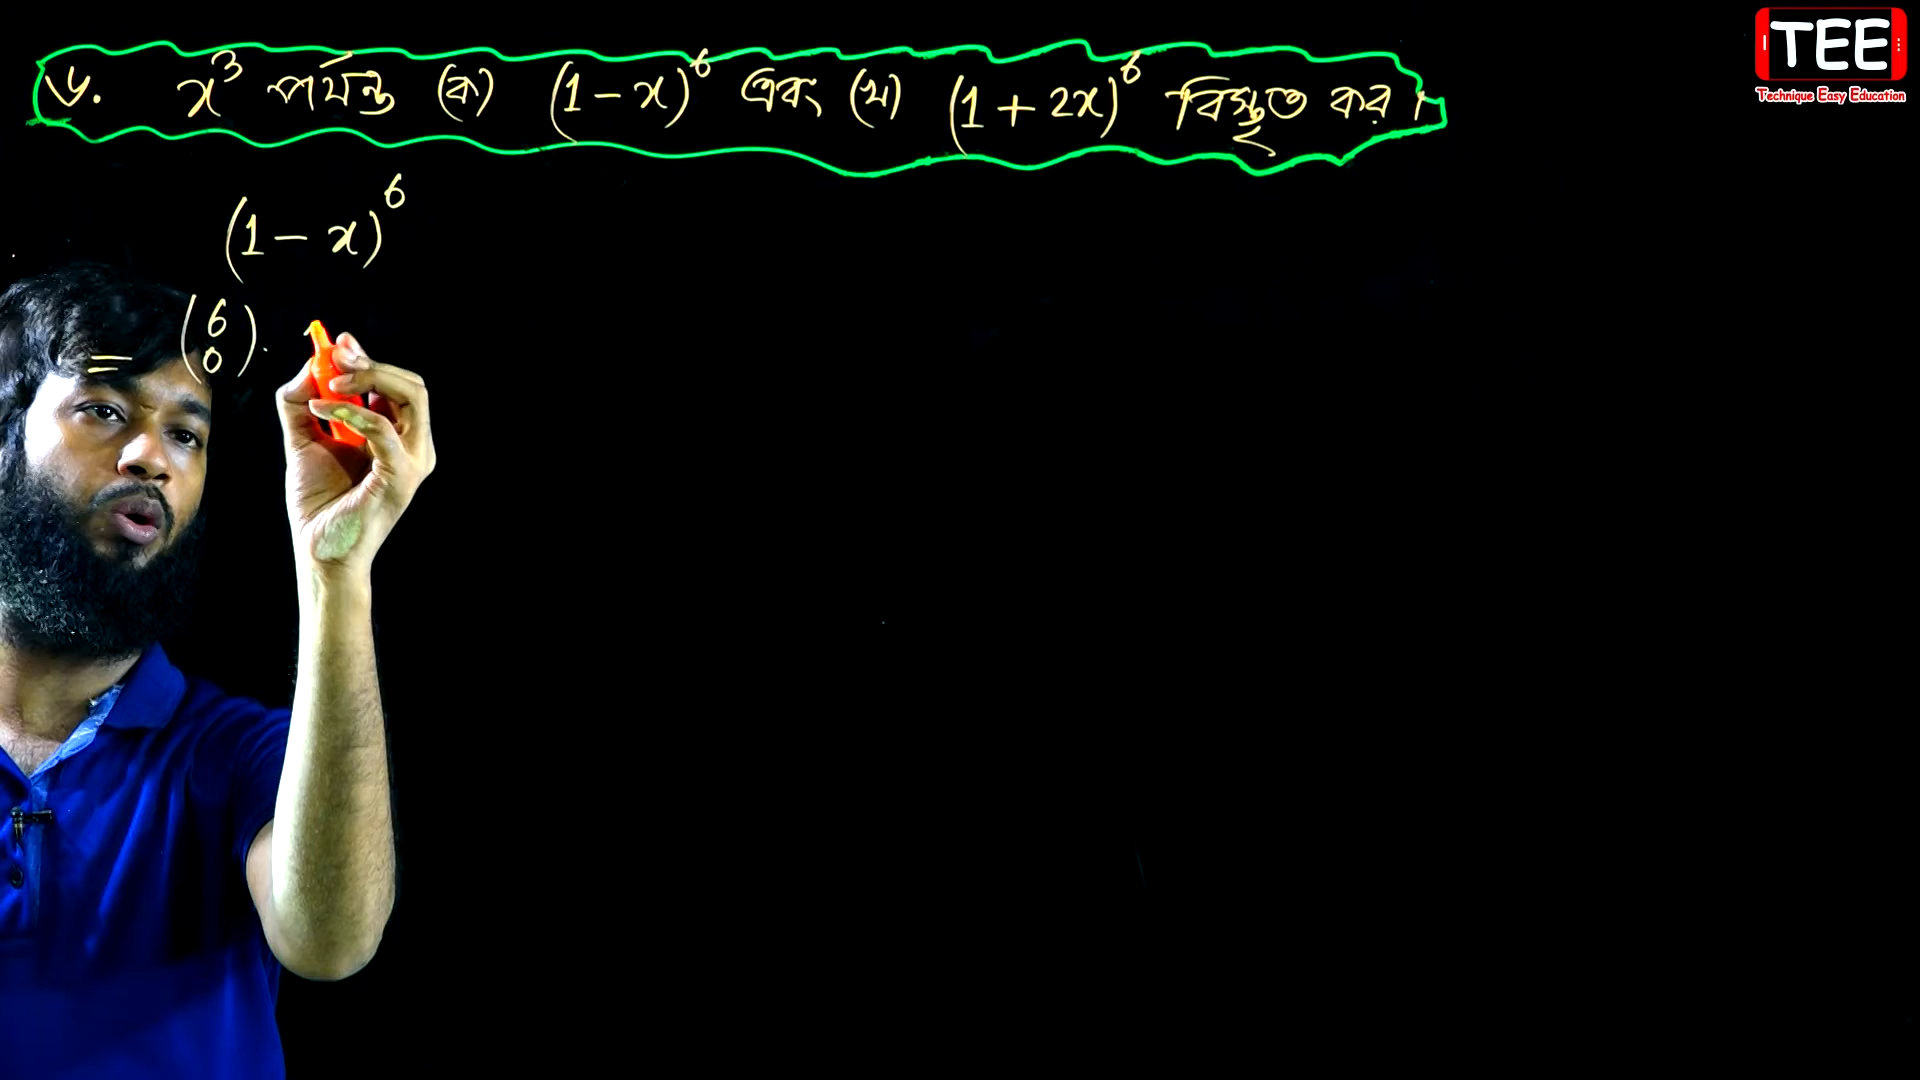 TEE
Technique Easy Education
৬. x³ পর্যন্ত (ক) (1 - x)⁶ এবং (খ) (1 + 2x)⁶ বিস্তৃত কর।
(1 - x)⁶
= (6 0).